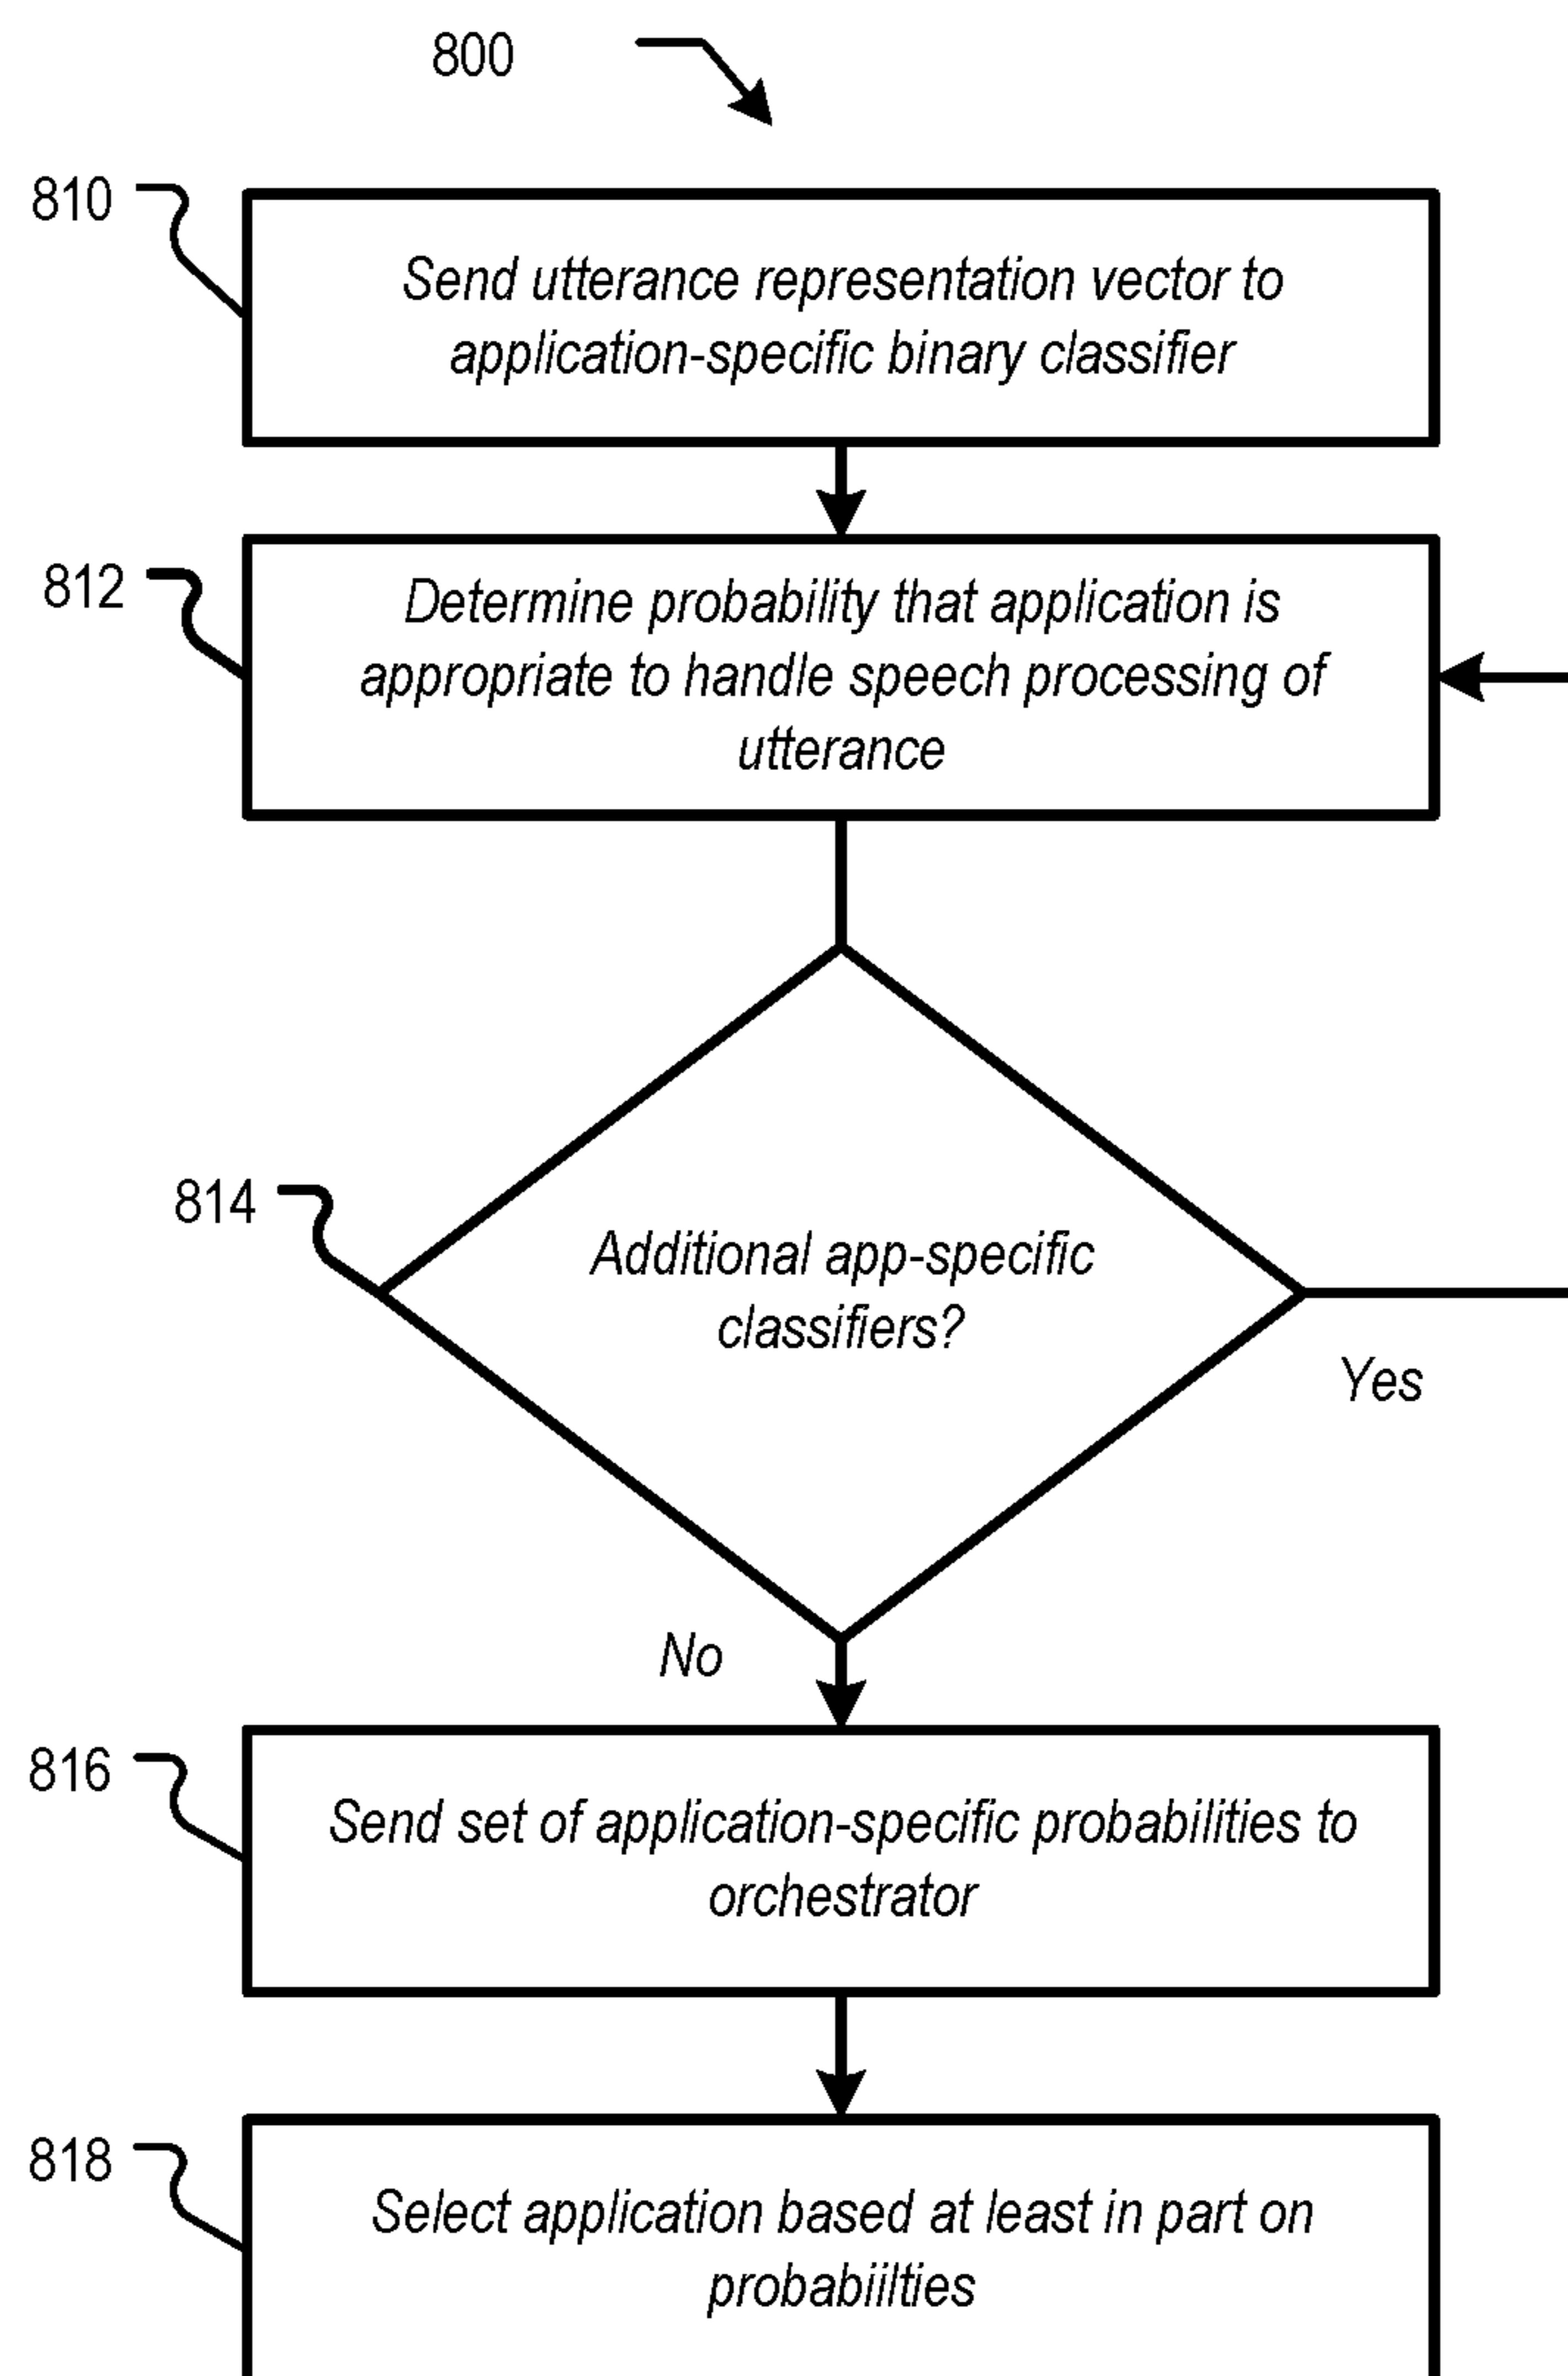 800
810
Send utterance representation vector to
application-specific binary classifier
812
Determine probability that application is
appropriate to handle speech processing of
utterance
814
Additional app-specific
classifiers?
Yes
No
816
Send set of application-specific probabilities to
orchestrator
818
Select application based at least in part on
probabiilties